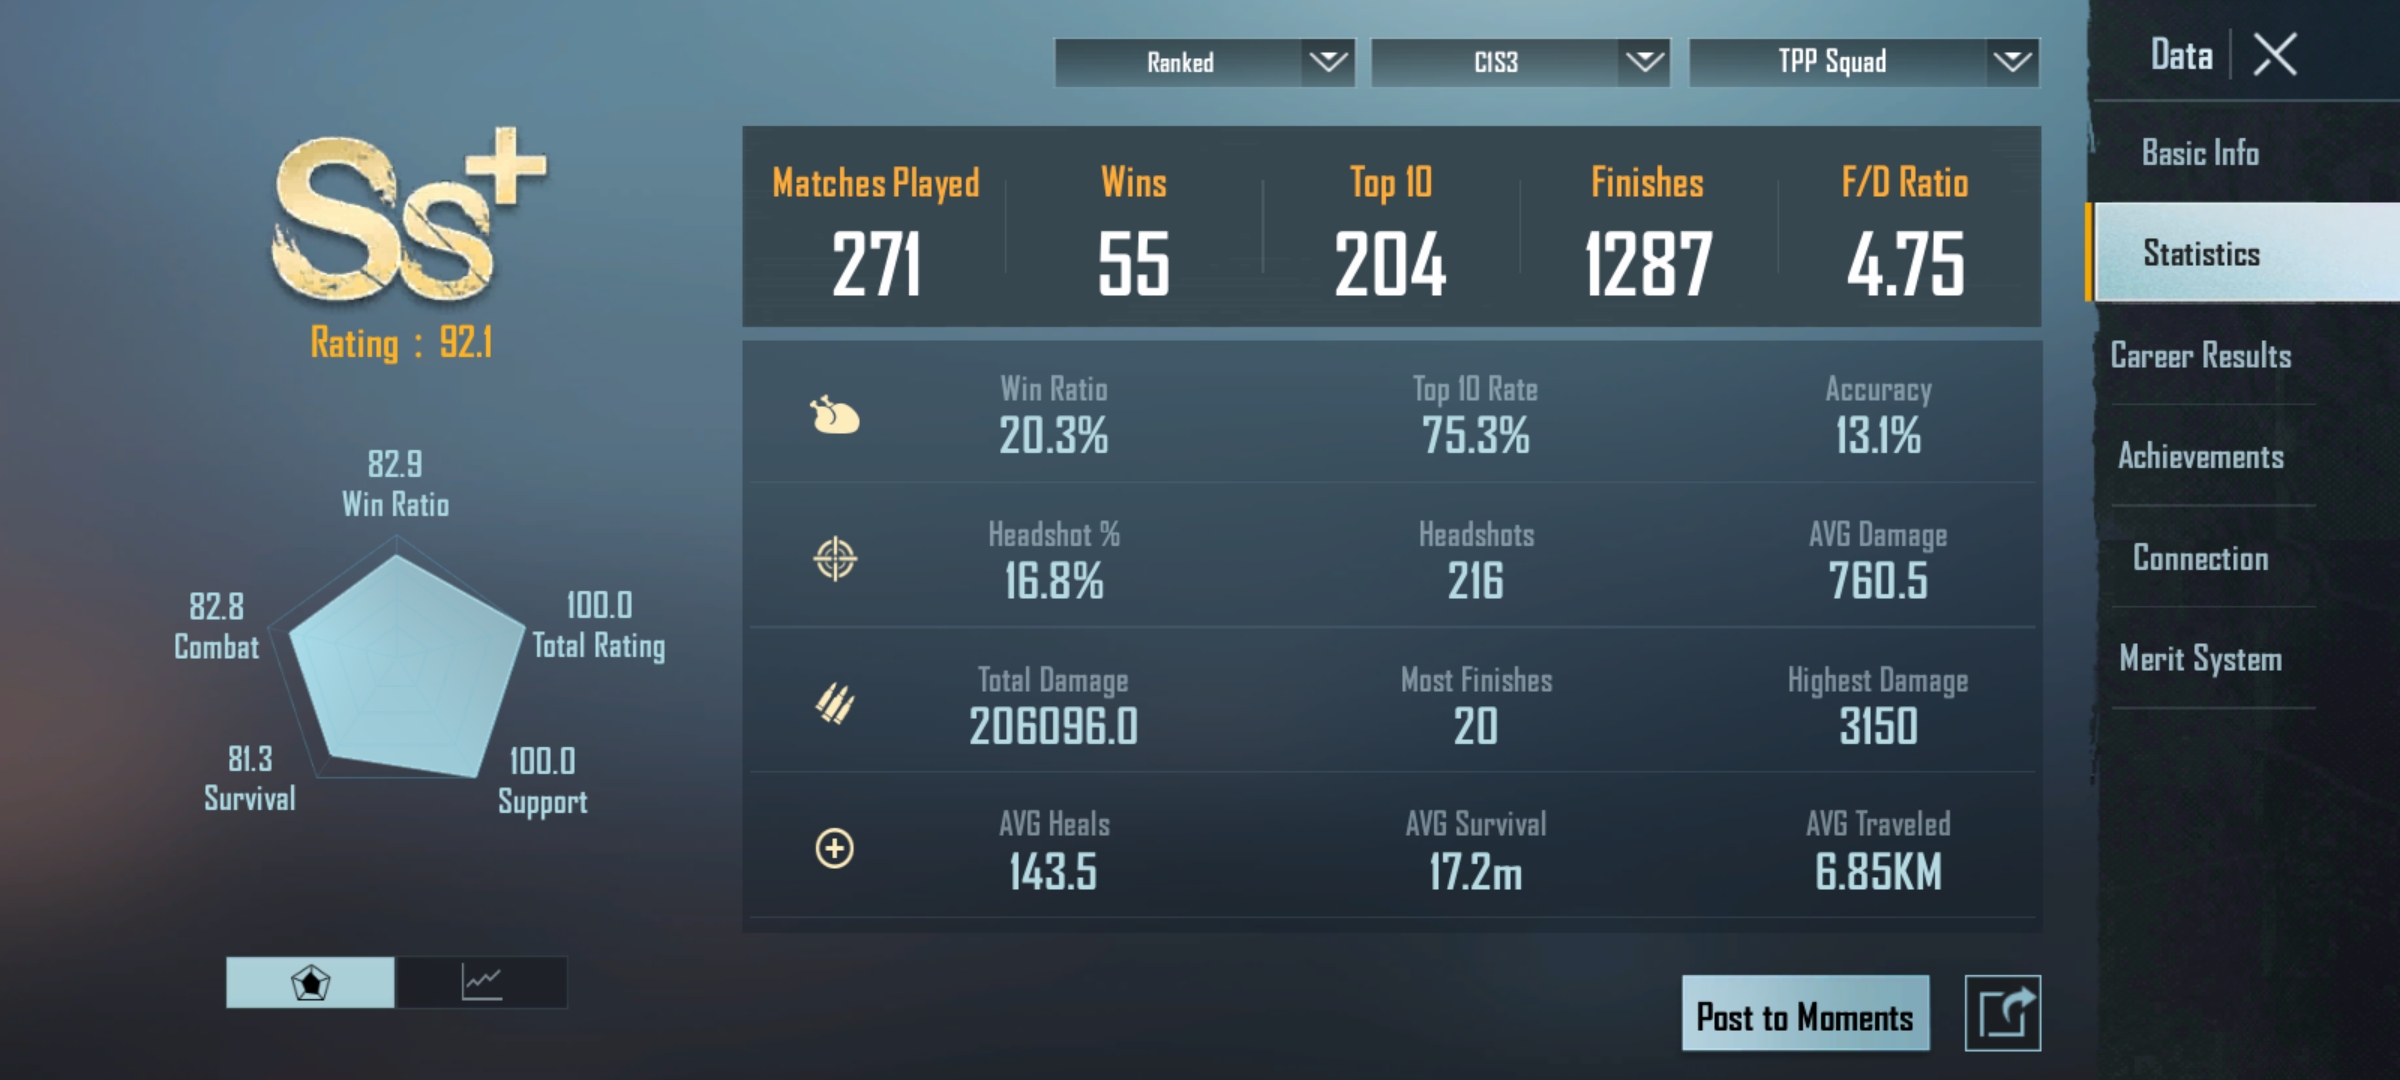 Ranked
C1S3
TPP Squad
Data
Ss+
Rating : 92.1
82.9
Win Ratio
82.8
Combat
100.0
Total Rating
81.3
Survival
100.0
Support
Matches Played
271
Wins
55
Top 10
204
Finishes
1287
F/D Ratio
4.75
Win Ratio
20.3%
Top 10 Rate
75.3%
Accuracy
13.1%
Headshot %
16.8%
Headshots
216
AVG Damage
760.5
Total Damage
206096.0
Most Finishes
20
Highest Damage
3150
AVG Heals
143.5
AVG Survival
17.2m
AVG Traveled
6.85KM
Post to Moments
Basic Info
Statistics
Career Results
Achievements
Connection
Merit System